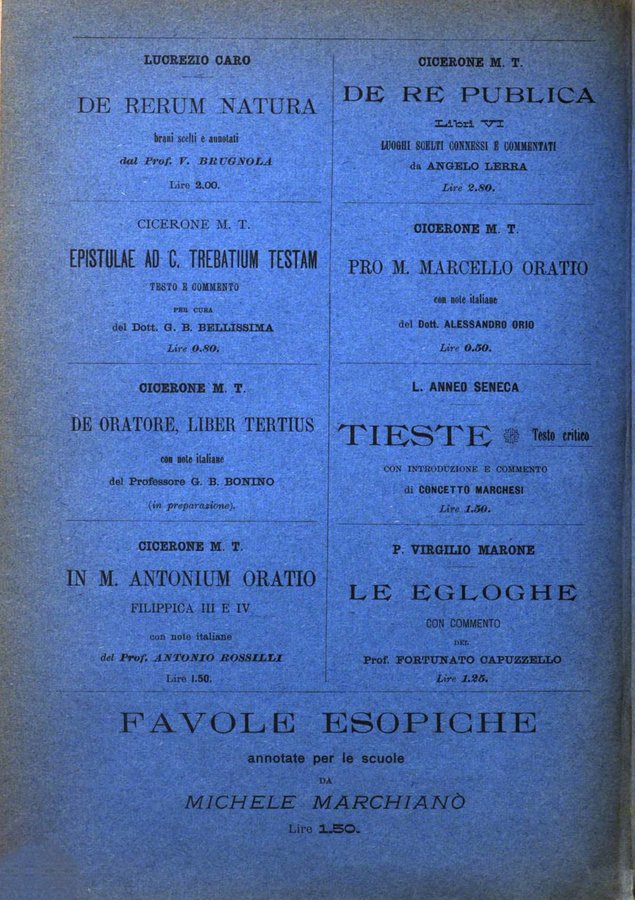 LUCREZIO CARO
DE RERUM NATURA
brani scelti e annotati
dal Prof. V. BRUGNOLA
Lire 2.00.
CICERONE M. T.
EPISTULAE AD C. TREBATIUM TESTAM
TESTO E COMMENTO
PER CURA
del Dott. G. B. BELLISSIMA
Lire 0.80.
CICERONE M. T.
DE ORATORE, LIBER TERTIUS
con note italiane
del Professore G. B. BONINO
(in preparazione).
CICERONE M. T.
IN M. ANTONIUM ORATIO
FILIPPICA III E IV
con note italiane
del Prof. ANTONIO ROSSILLI
Lire 1.50.
CICERONE M. T.
DE RE PUBLICA
Libri VI
LUOGHI SCELTI CONNESSI E COMMENTATI
da ANGELO LERRA
Lire 2.80.
CICERONE M. T.
PRO M. MARCELLO ORATIO
con note italiane
del Dott. ALESSANDRO ORIO
Lire 0.50.
L. ANNEO SENECA
TIESTE Testo critico
CON INTRODUZIONE E COMMENTO
di CONCETTO MARCHESI
Lire 1.50.
P. VIRGILIO MARONE
LE EGLOGHE
CON COMMENTO
DEL
Prof. FORTUNATO CAPUZZELLO
Lire 1.25.
FAVOLE ESOPICHE
annotate per le scuole
DA
MICHELE MARCHIANÒ
Lire 1.50.